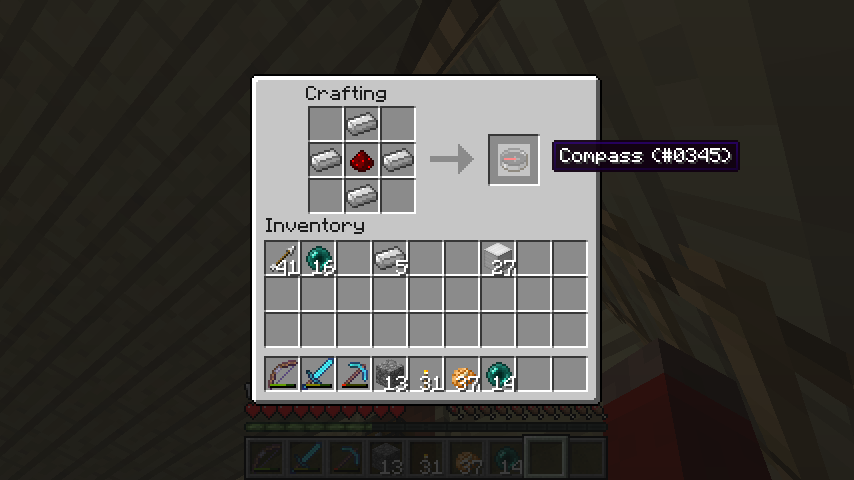 Crafting
Compass (#0345)
Inventory
41 16 5 27
13 31 37 14
13 31 37 14